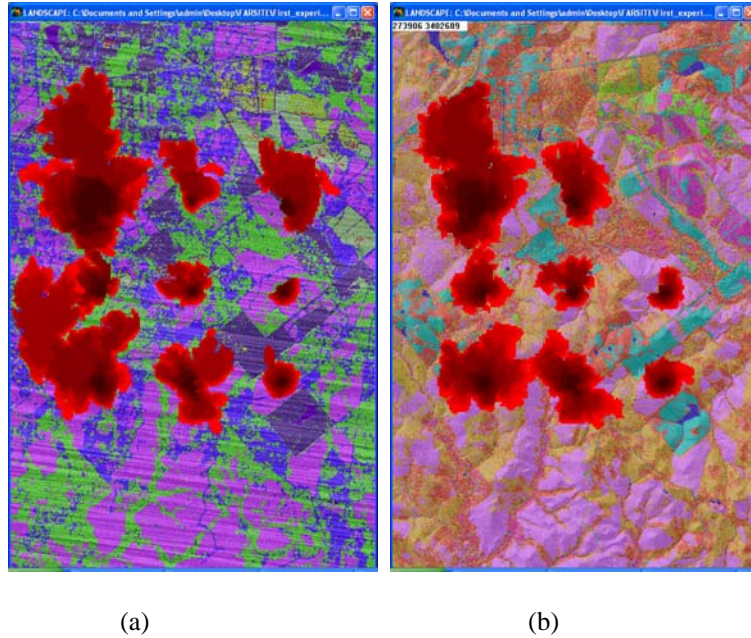 LANDSCAPE: C:\Documents and Settings\admin\Desktop\FARSITE\First_experi...
LANDSCAPE: C:\Documents and Settings\admin\Desktop\FARSITE\First_experi...
273906 3402689
(a)
(b)